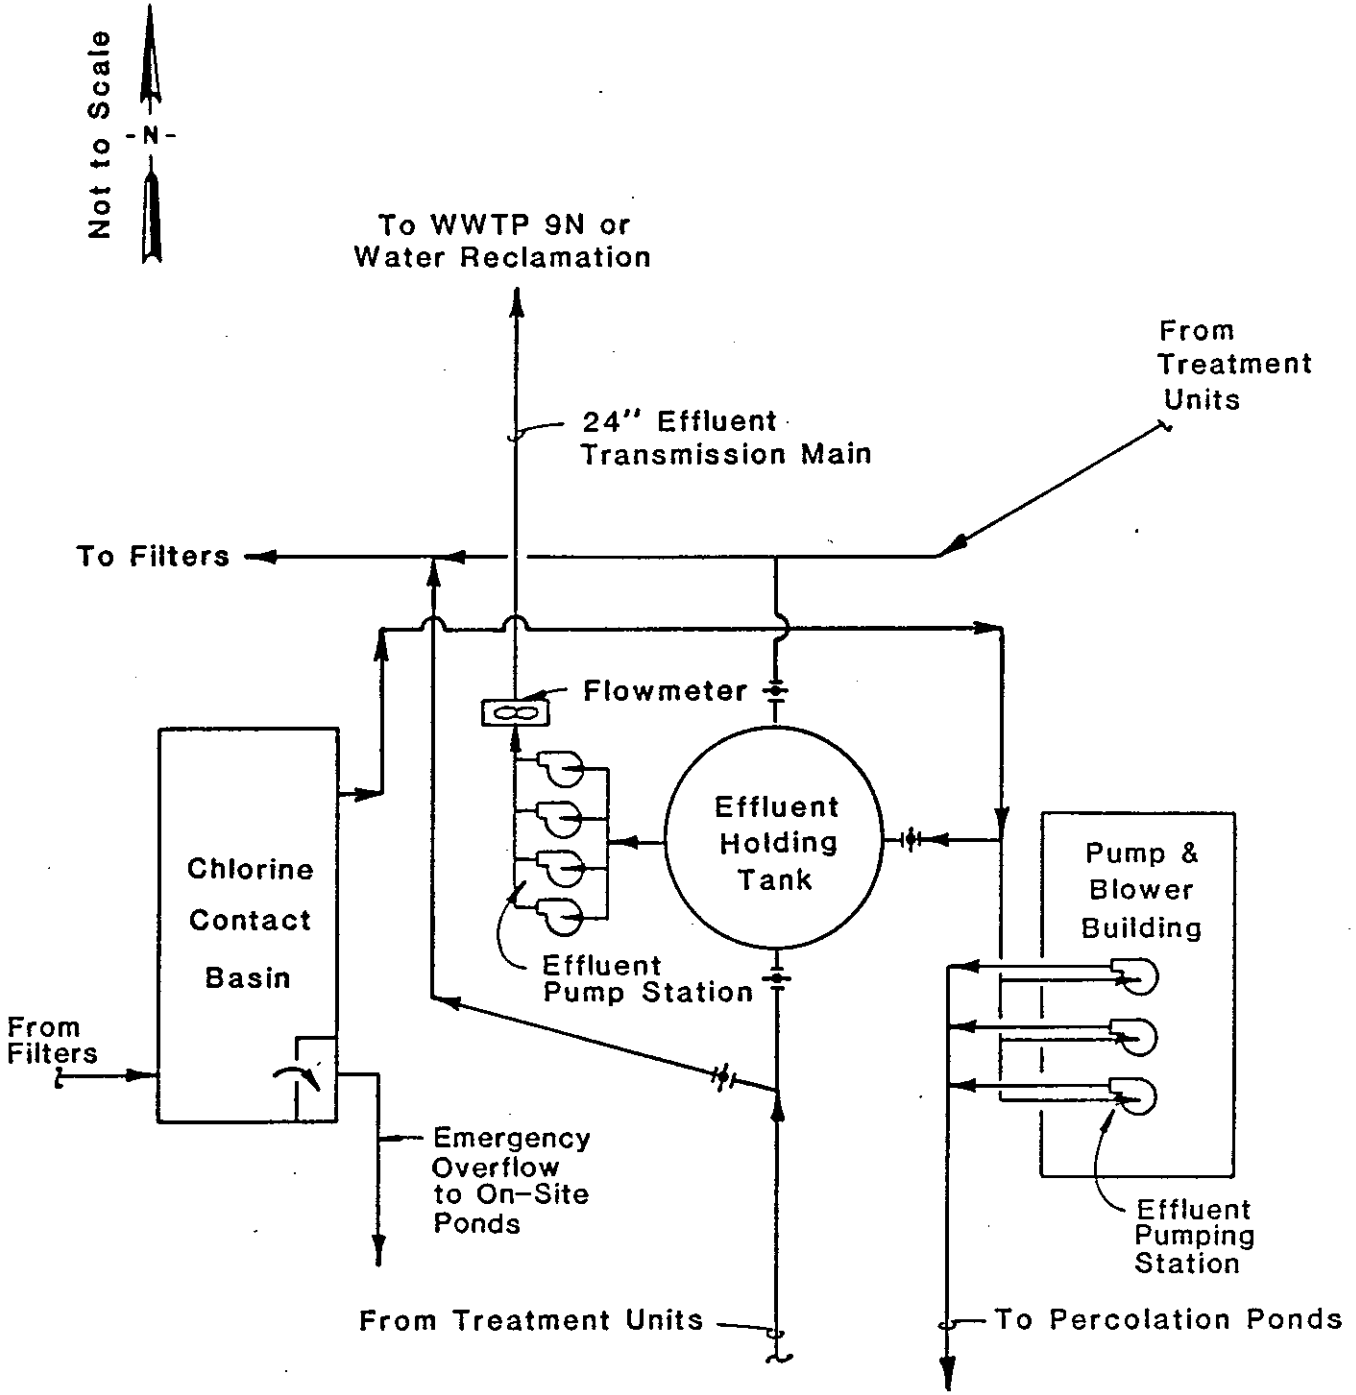 Not to Scale
- N -
To WWTP 9N or
Water Reclamation
From
Treatment
Units
24" Effluent
Transmission Main
To Filters
Flowmeter
Effluent
Holding
Tank
Pump &
Blower
Building
Chlorine
Contact
Basin
Effluent
Pump Station
From
Filters
Emergency
Overflow
to On-Site
Ponds
Effluent
Pumping
Station
From Treatment Units
To Percolation Ponds